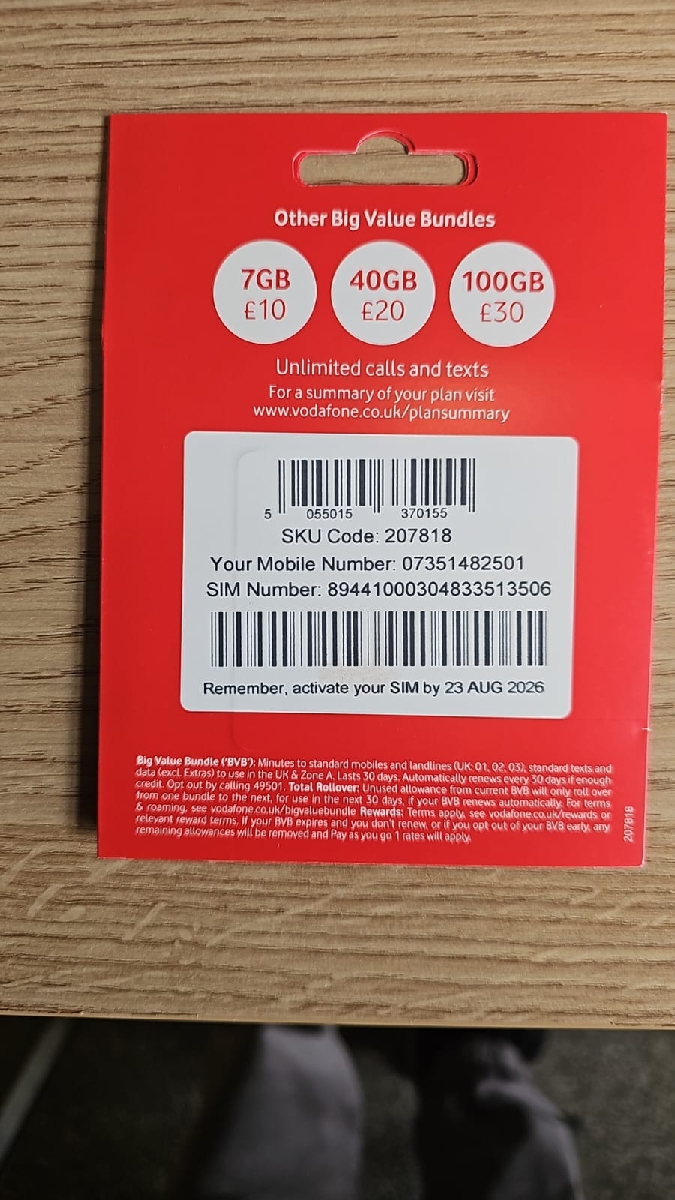 Other Big Value Bundles
7GB
£10
40GB
£20
100GB
£30
Unlimited calls and texts
For a summary of your plan visit
www.vodafone.co.uk/plansummary
5 055015 370155
SKU Code: 207818
Your Mobile Number: 07351482501
SIM Number: 89441000304833513506
Remember, activate your SIM by 23 AUG 2026
Big Value Bundle ('BVB'): Minutes to standard mobiles and landlines (UK: 01, 02, 03), standard texts and
data (excl. Extras) to use in the UK & Zone A. Lasts 30 days. Automatically renews every 30 days if enough
credit. Opt out by calling 49501. Total Rollover: Unused allowance from current BVB will only roll over
from one bundle to the next, for use in the next 30 days, if your BVB renews automatically. For terms
& roaming, see vodafone.co.uk/bigvaluebundle Rewards: Terms apply, see vodafone.co.uk/rewards or
relevant reward terms. If your BVB expires and you don't renew, or if you opt out of your BVB early, any
remaining allowances will be removed and Pay as you go 1 rates will apply.
207818